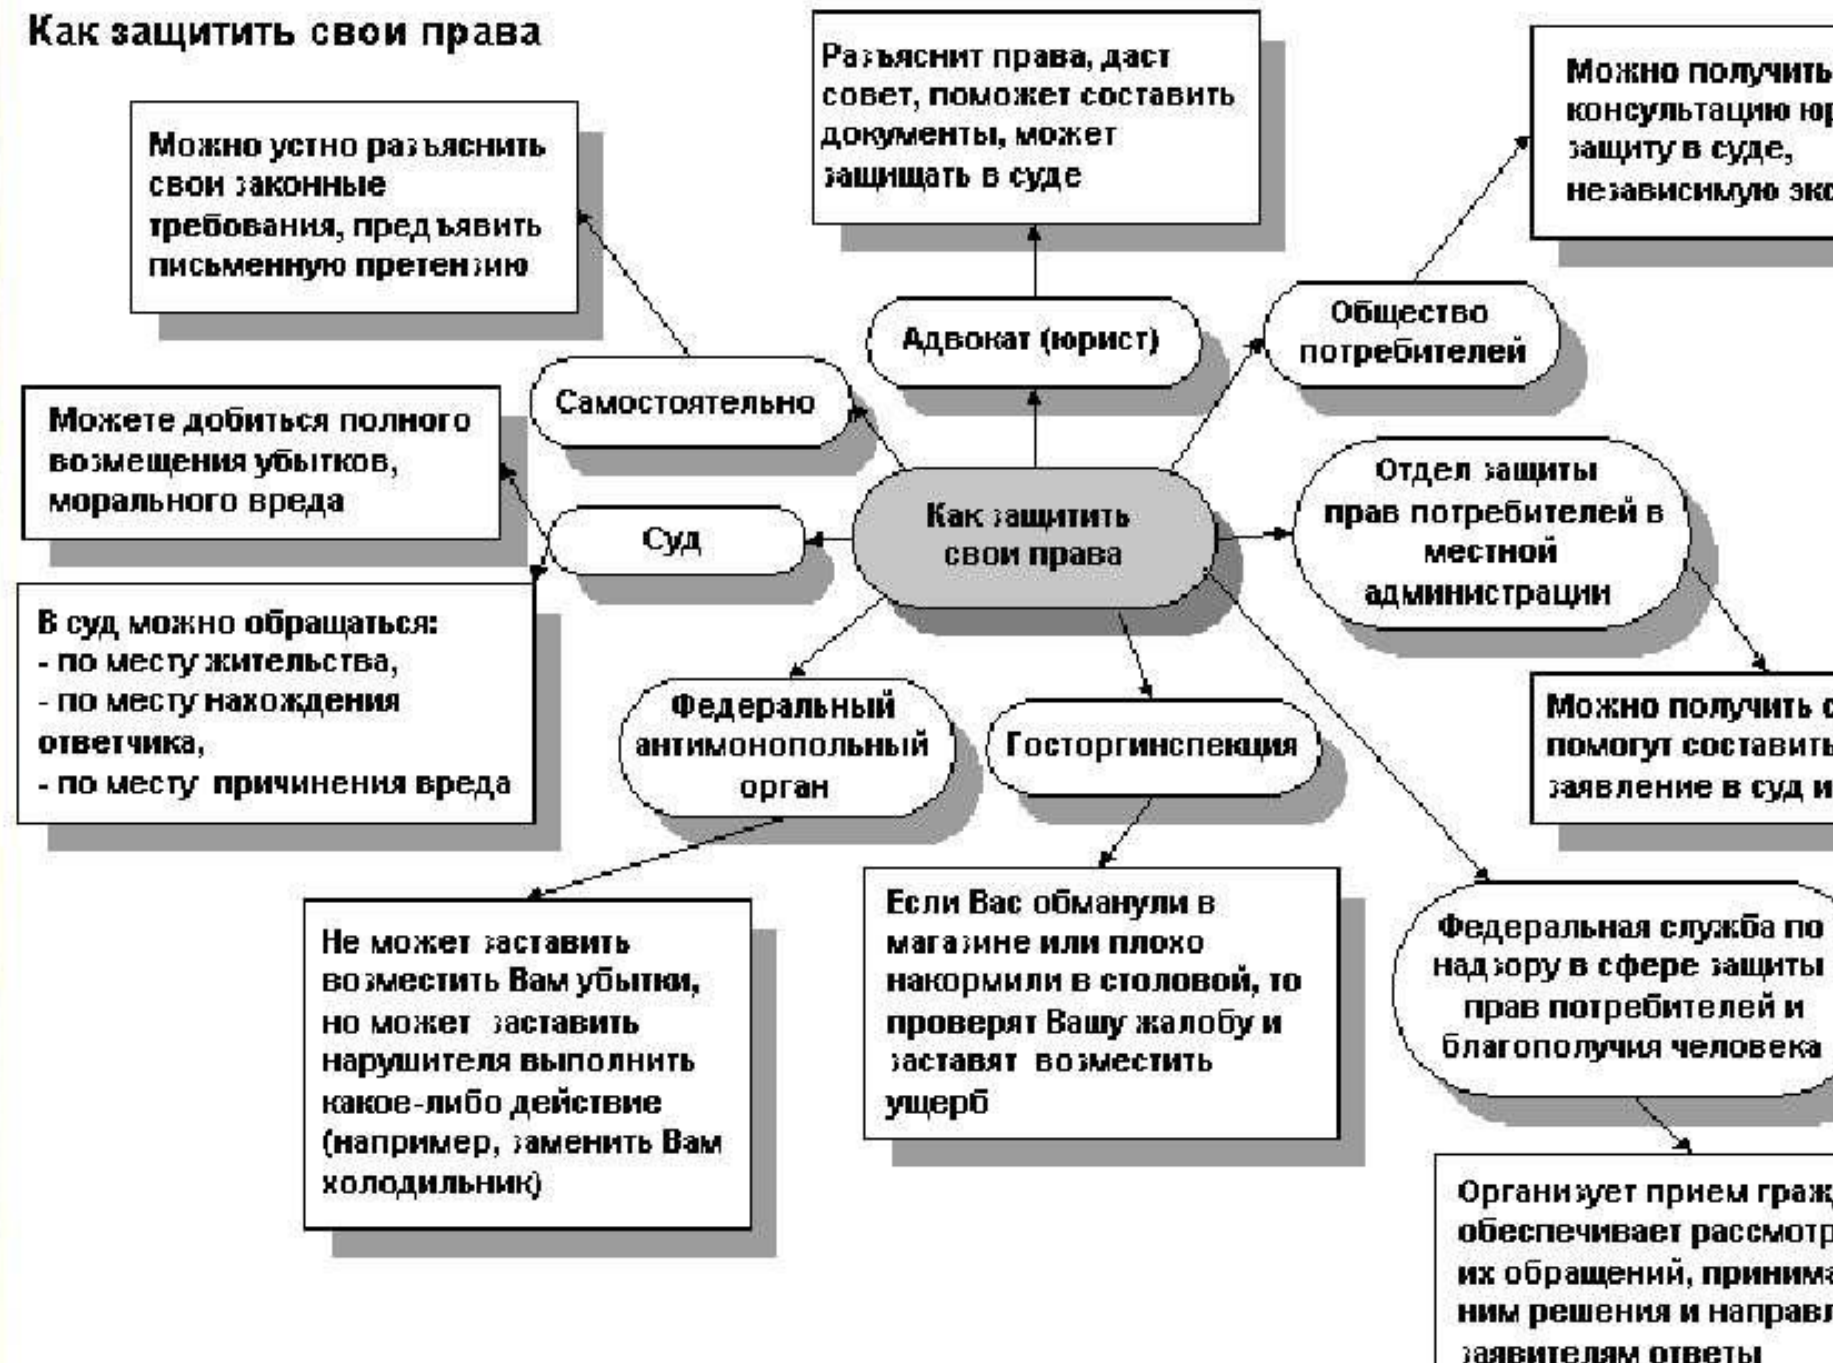 Как защитить свои права
Разъяснит права, даст
совет, поможет составить
документы, может
защищать в суде
Можно получить
консультацию
защиту в суде,
независимую
Можно устно разъяснить
свои законные
требования, предъявить
письменную претензию
Адвокат (юрист)
Общество
потребителей
Самостоятельно
Можете добиться полного
возмещения убытков,
морального вреда
Суд
Как защитить
свои права
Отдел защиты
прав потребителей в
местной
администрации
В суд можно обращаться:
- по месту жительства,
- по месту нахождения
ответчика,
- по месту причинения вреда
Федеральный
антимонопольный
орган
Госторгинспекция
Можно получить
помогут составить
заявление в суд и
Не может заставить
возместить Вам убытки,
но может заставить
нарушителя выполнить
какое-либо действие
(например, заменить Вам
холодильник)
Если Вас обманули в
магазине или плохо
накормили в столовой, то
проверят Вашу жалобу и
заставят возместить
ущерб
Федеральная служба по
надзору в сфере защиты
прав потребителей и
благополучия человека
Организует прием
обеспечивает
их обращений,
ним решения и
заявителям ответы